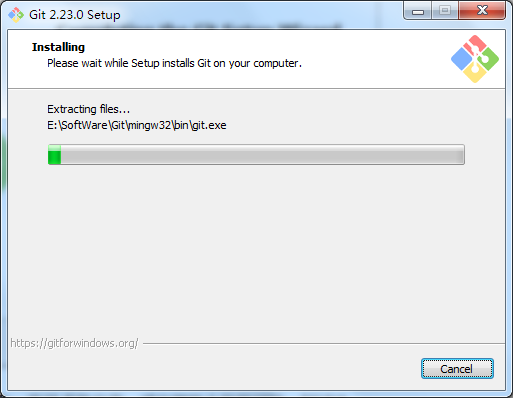 Git 2.23.0 Setup
Installing
Please wait while Setup installs Git on your computer.
Extracting files...
E:\SoftWare\Git\mingw32\bin\git.exe
https://gitforwindows.org/
Cancel